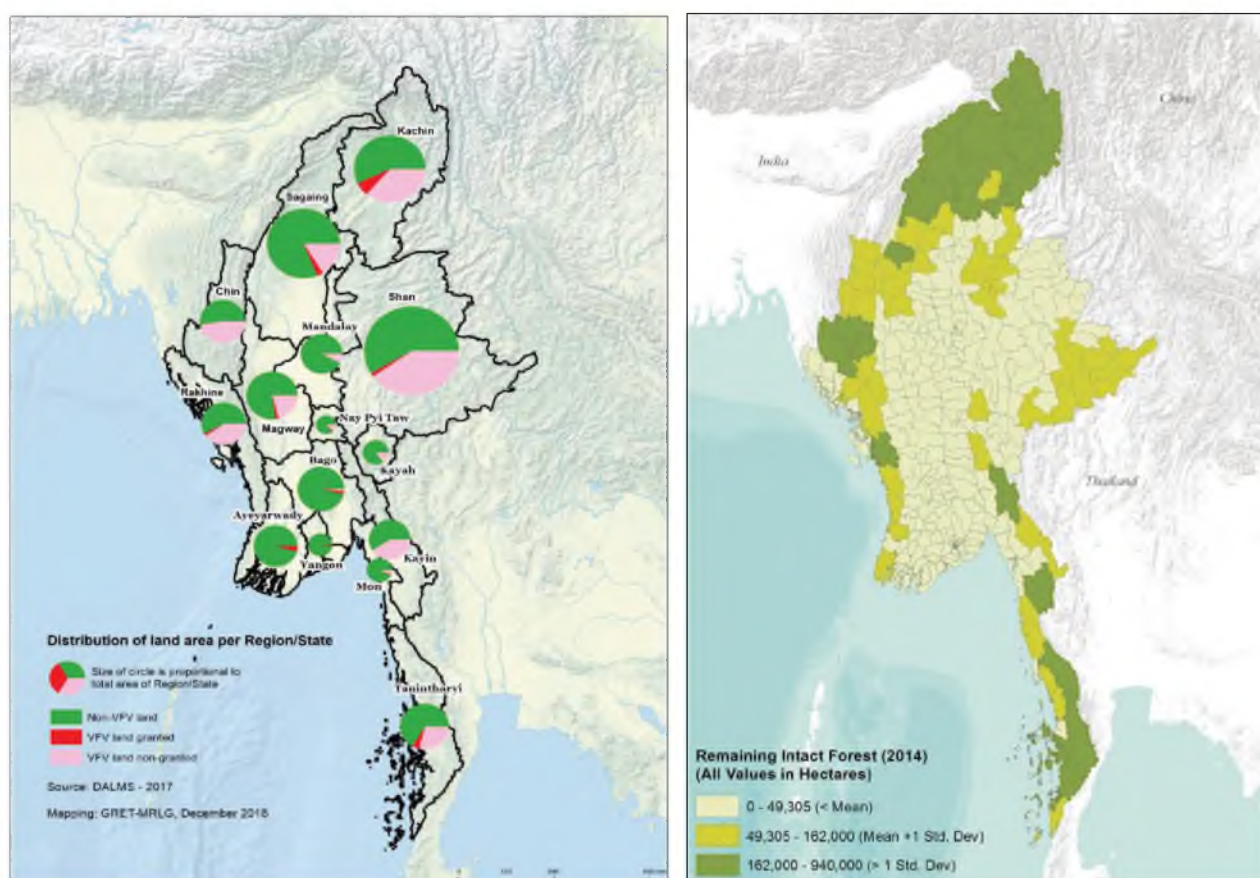 Kachin
Sagaing
Chin
Shan
Mandalay
Rakhine
Magway
Nay Pyi Taw
Kayah
Bago
Ayeyarwady
Yangon
Kayin
Mon
Tanintharyi
Distribution of land area per Region/State
Size of circle is proportional to
total area of Region/State
Non-VFV land
VFV land granted
VFV land non-granted
Source: DALMS - 2017
Mapping: GRET-MRLG, December 2018
China
India
Thailand
Remaining Intact Forest (2014)
(All Values in Hectares)
0 - 49,305 (< Mean)
49,305 - 162,000 (Mean +1 Std. Dev)
162,000 - 940,000 (> 1 Std. Dev)